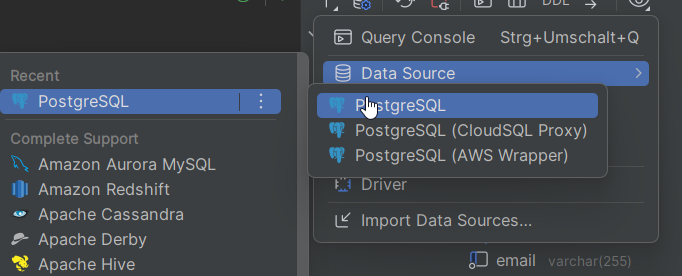 DDL
Query Console Strg+Umschalt+Q
Data Source
Recent
PostgreSQL
Complete Support
Amazon Aurora MySQL
Amazon Redshift
Apache Cassandra
Apache Derby
Apache Hive
PostgreSQL
PostgreSQL (CloudSQL Proxy)
PostgreSQL (AWS Wrapper)
Driver
Import Data Sources...
email varchar(255)